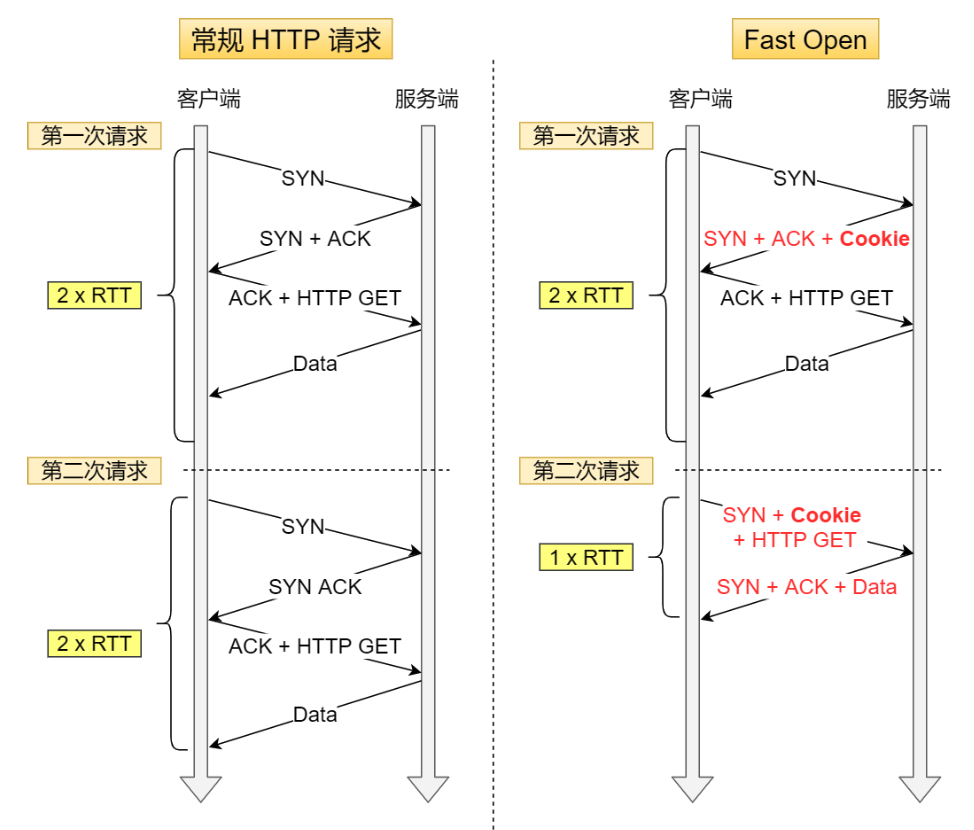 常规 HTTP 请求
客户端
服务端
第一次请求
SYN
SYN + ACK
2 x RTT
ACK + HTTP GET
Data
第二次请求
SYN
SYN ACK
2 x RTT
ACK + HTTP GET
Data
Fast Open
客户端
服务端
第一次请求
SYN
SYN + ACK + Cookie
2 x RTT
ACK + HTTP GET
Data
第二次请求
SYN + Cookie
+ HTTP GET
1 x RTT
SYN + ACK + Data